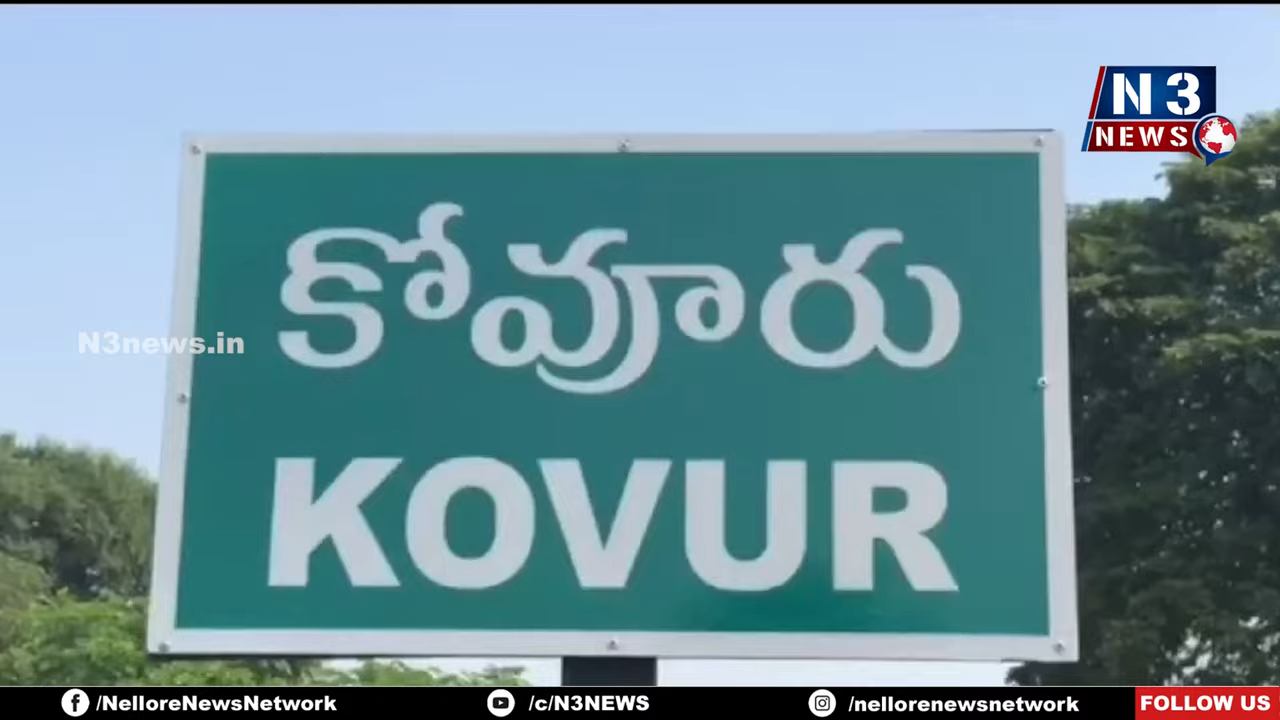 N3
NEWS
కోవూరు
N3news.in
KOVUR
/NelloreNewsNetwork
/c/N3NEWS
/nellorenewsnetwork
FOLLOW US